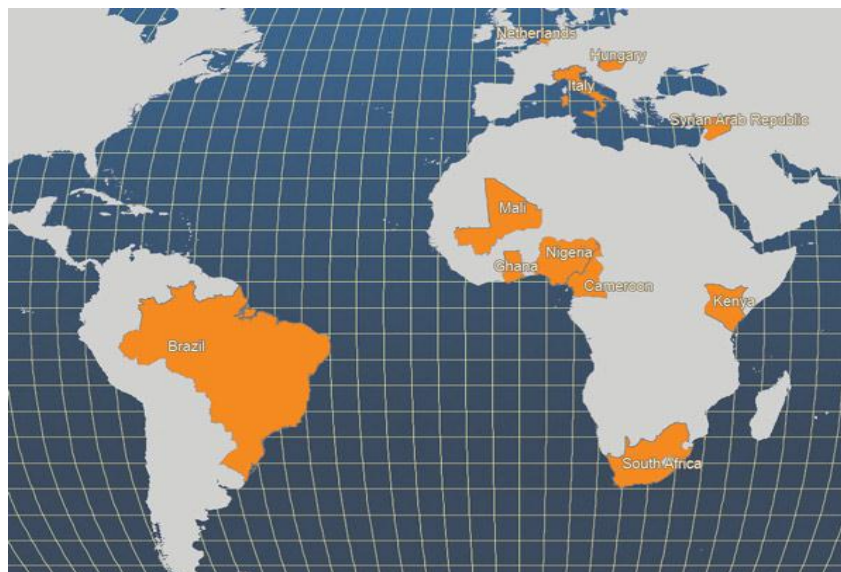 Netherlands
Hungary
Italy
Syrian Arab Republic
Mali
Nigeria
Ghana
Cameroon
Kenya
Brazil
South Africa